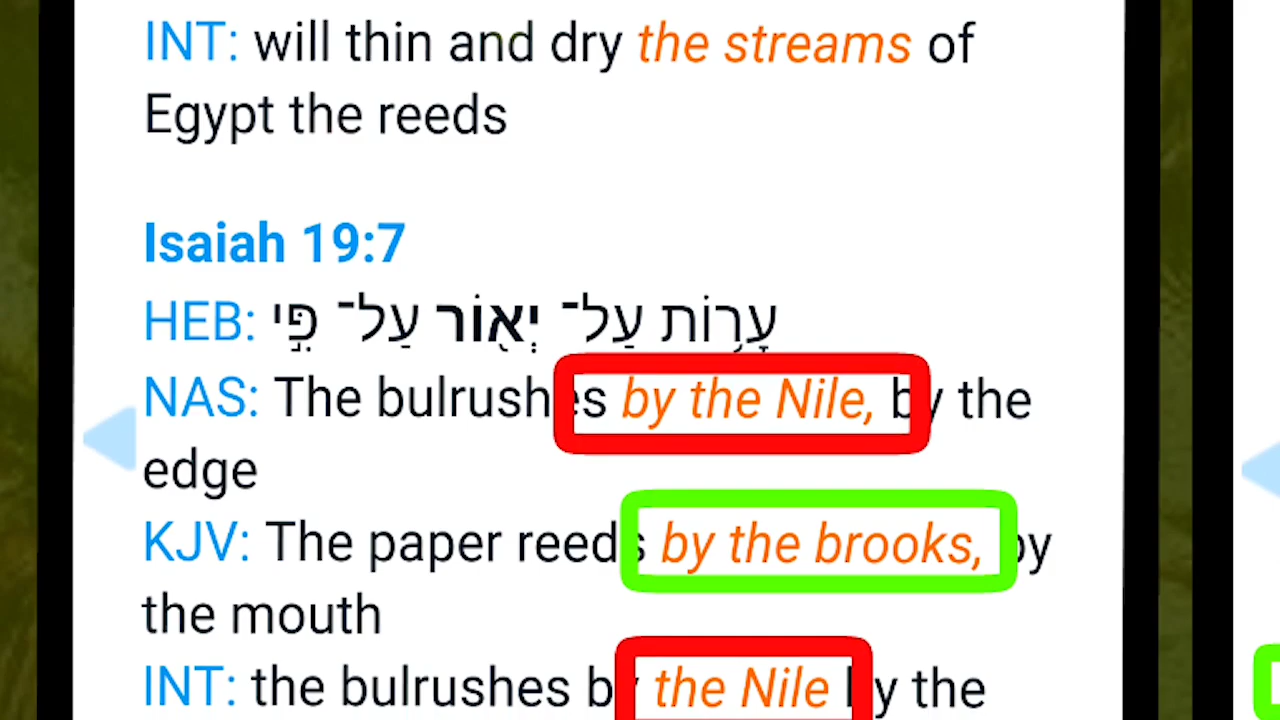 INT: will thin and dry the streams of
Egypt the reeds
Isaiah 19:7
HEB: עָר֥וֹת עַל־ יְא֖וֹר עַל־ פִּ֣י
NAS: The bulrushes by the Nile, by the
edge
KJV: The paper reeds by the brooks, by
the mouth
INT: the bulrushes by the Nile by the